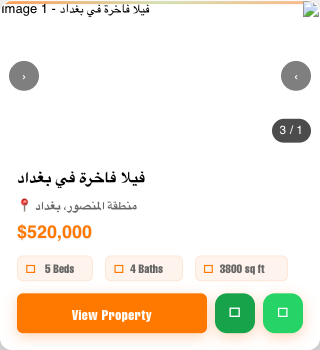 فيلا فاخرة في بغداد - Image 1
3 / 1
فيلا فاخرة في بغداد
منطقة المنصور، بغداد
$520,000
5 Beds
4 Baths
3800 sq ft
View Property